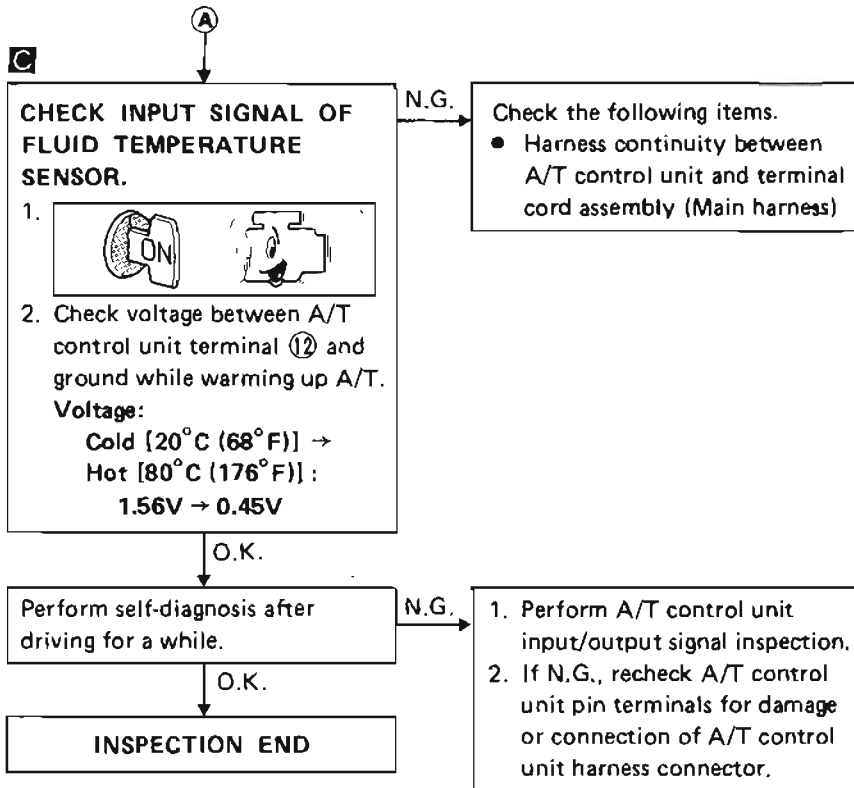 A
C
CHECK INPUT SIGNAL OF
FLUID TEMPERATURE
SENSOR.
1.
ON
2. Check voltage between A/T
control unit terminal ⑫ and
ground while warming up A/T.
Voltage:
Cold [20°C (68°F)] →
Hot [80°C (176°F)] :
1.56V → 0.45V
N.G.
Check the following items.
● Harness continuity between
A/T control unit and terminal
cord assembly (Main harness)
O.K.
Perform self-diagnosis after
driving for a while.
N.G.
1. Perform A/T control unit
input/output signal inspection.
2. If N.G., recheck A/T control
unit pin terminals for damage
or connection of A/T control
unit harness connector.
O.K.
INSPECTION END